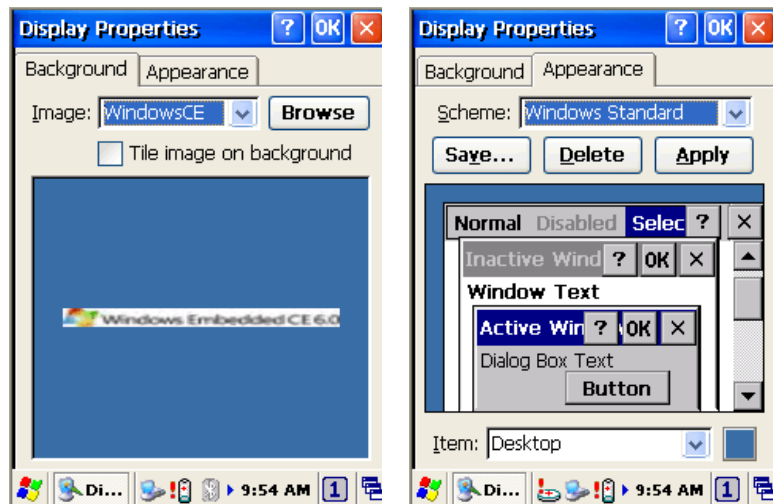 Display Properties ? OK ×
Background Appearance
Image: WindowsCE Browse
Tile image on background
Windows Embedded CE 6.0
Di... 9:54 AM 1
Display Properties ? OK ×
Background Appearance
Scheme: Windows Standard
Save... Delete Apply
Normal Disabled Selec ? ×
Inactive Wind ? OK ×
Window Text
Active Win ? OK ×
Dialog Box Text
Button
Item: Desktop
Di... 9:54 AM 1